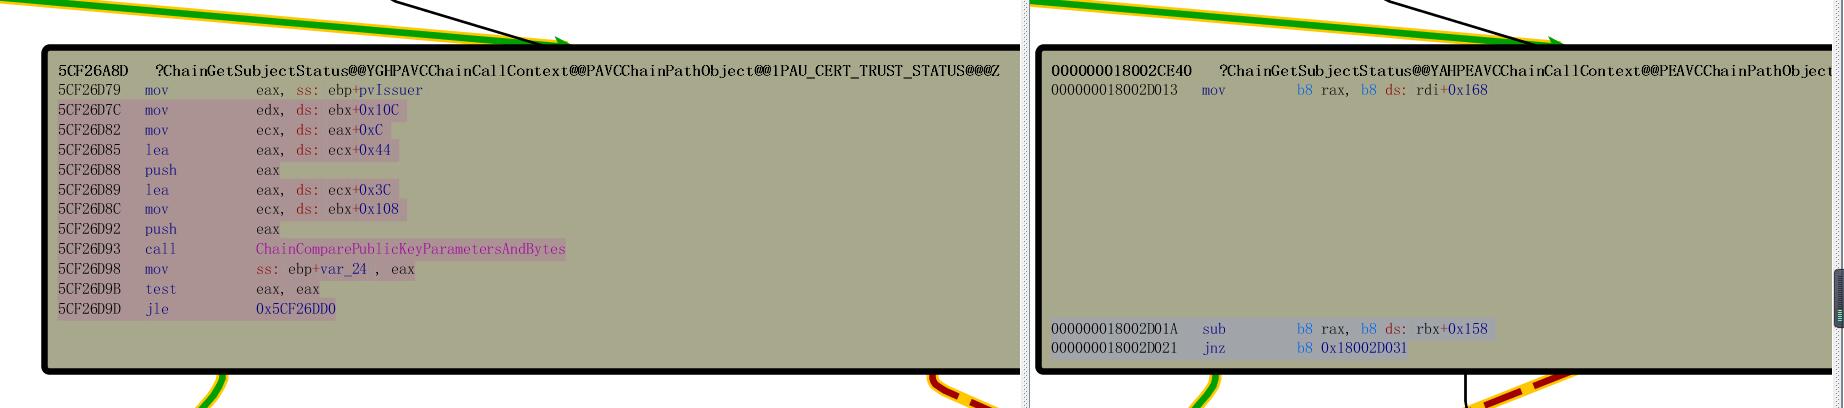 5CF26A8D ?ChainGetSubjectStatus@@YGHPAVCChainCallContext@@PAVCChainPathObject@@1PAU_CERT_TRUST_STATUS@@@Z
5CF26D79 mov eax, ss: ebp+pvIssuer
5CF26D7C mov edx, ds: ebx+0x10C
5CF26D82 mov ecx, ds: eax+0xC
5CF26D85 lea eax, ds: ecx+0x44
5CF26D88 push eax
5CF26D89 lea eax, ds: ecx+0x3C
5CF26D8C mov ecx, ds: ebx+0x108
5CF26D92 push eax
5CF26D93 call ChainComparePublicKeyParametersAndBytes
5CF26D98 mov ss: ebp+var_24 , eax
5CF26D9B test eax, eax
5CF26D9D jle 0x5CF26DD0
000000018002CE40 ?ChainGetSubjectStatus@@YAHPEAVCChainCallContext@@PEAVCChainPathObject
000000018002D013 mov b8 rax, b8 ds: rdi+0x168
000000018002D01A sub b8 rax, b8 ds: rbx+0x158
000000018002D021 jnz b8 0x18002D031